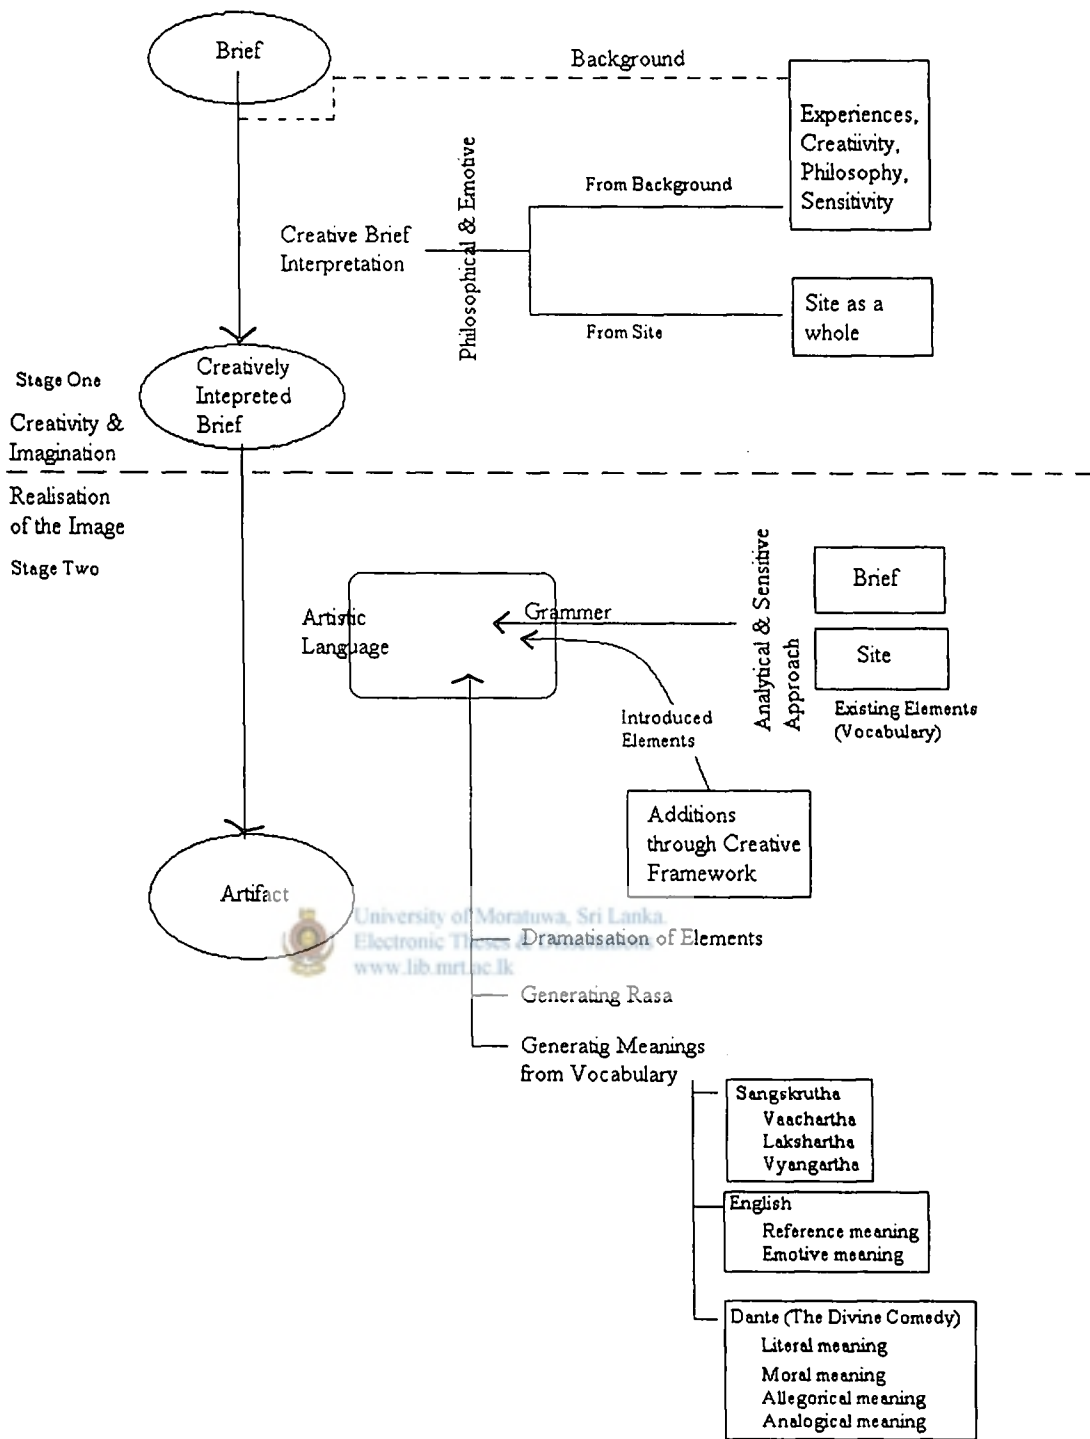 Brief
Background
Experiences,
Creatiivity,
Philosophy,
Sensitivity
Philosophical & Emotive
From Background
Creative Brief
Interpretation
From Site
Site as a
whole
Creatively
Intepreted
Brief
Stage One
Creativity &
Imagination
Realisation
of the Image
Stage Two
Artistic
Language
Grammer
Analytical & Sensitive
Approach
Brief
Site
Existing Elements
(Vocabulary)
Introduced
Elements
Additions
through Creative
Framework
Artifact
University of Moratuwa, Sri Lanka.
Electronic Theses & Dissertations
www.lib.mrt.ac.lk
Dramatisation of Elements
Generating Rasa
Generatig Meanings
from Vocabulary
Sangskrutha
Vaachartha
Lakshartha
Vyangartha
English
Reference meaning
Emotive meaning
Dante (The Divine Comedy)
Literal meaning
Moral meaning
Allegorical meaning
Analogical meaning